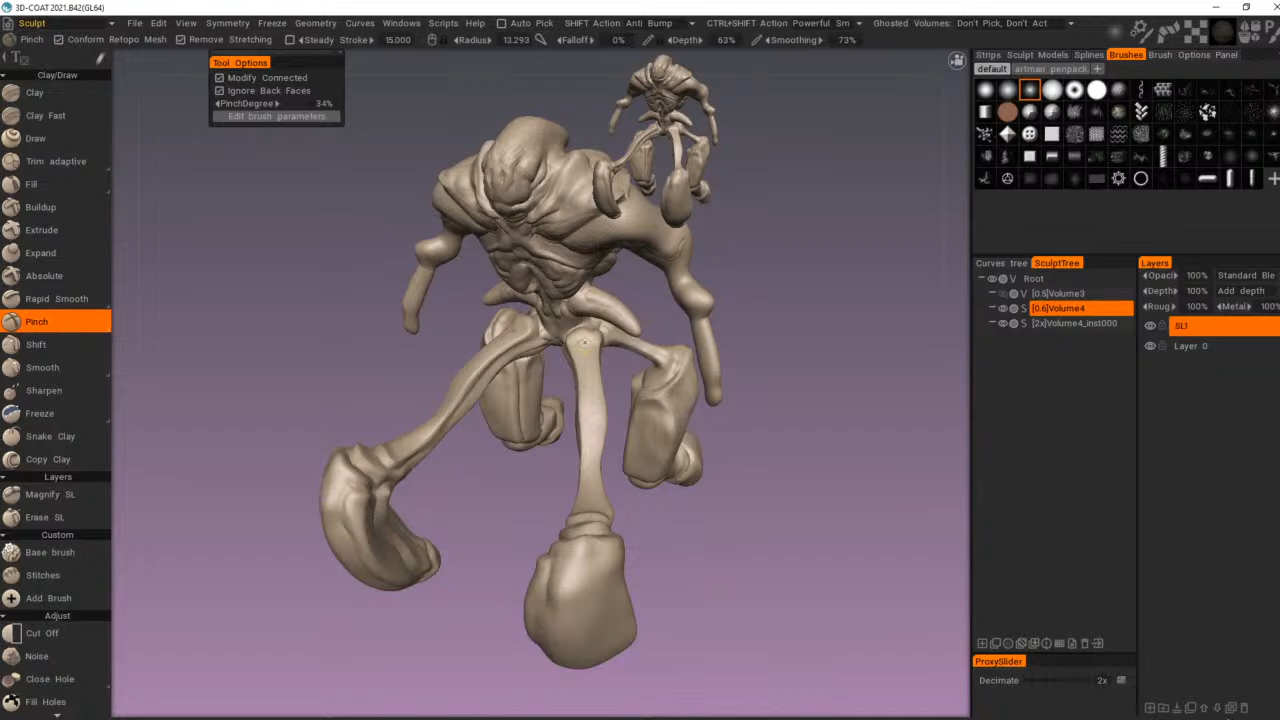 3D-COAT 2021.B42(GL64)
Sculpt File Edit View Symmetry Freeze Geometry Curves Windows Scripts Help Auto Pick SHIFT Action Anti Bump CTRL+SHIFT Action Powerful Sm Ghosted Volumes: Don't Pick, Don't Act
Pinch Conform Retopo Mesh Remove Stretching Steady Stroke 15.000 Radius 13.293 Falloff 0% Depth 63% Smoothing 73%
Tool Options
Modify Connected
Ignore Back Faces
PinchDegree 34%
Edit brush parameters
Clay/Draw
Clay
Clay Fast
Draw
Trim adaptive
Fill
Buildup
Extrude
Expand
Absolute
Rapid Smooth
Pinch
Shift
Smooth
Sharpen
Freeze
Snake Clay
Copy Clay
Layers
Magnify SL
Erase SL
Custom
Base brush
Stitches
Add Brush
Adjust
Cut Off
Noise
Close Hole
Fill Holes
Strips Sculpt Models Splines Brushes Brush Options Panel
default artman penpack +
Curves tree SculptTree
Root
[0.5]Volume3
S [0.6]Volume4
S [2x]Volume4_inst000
ProxySlider
Decimate 2x
Layers
Opaci 100% Standard Ble
Depth 100% Add depth
Roug 100% Metal 100%
SL1
Layer 0